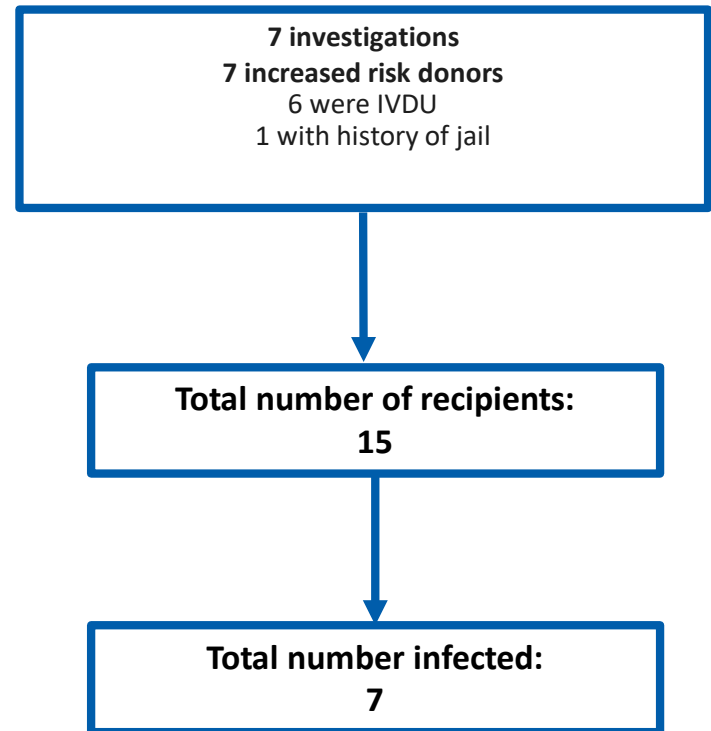 7 investigations
7 increased risk donors
6 were IVDU
1 with history of jail
Total number of recipients:
15
Total number infected:
7